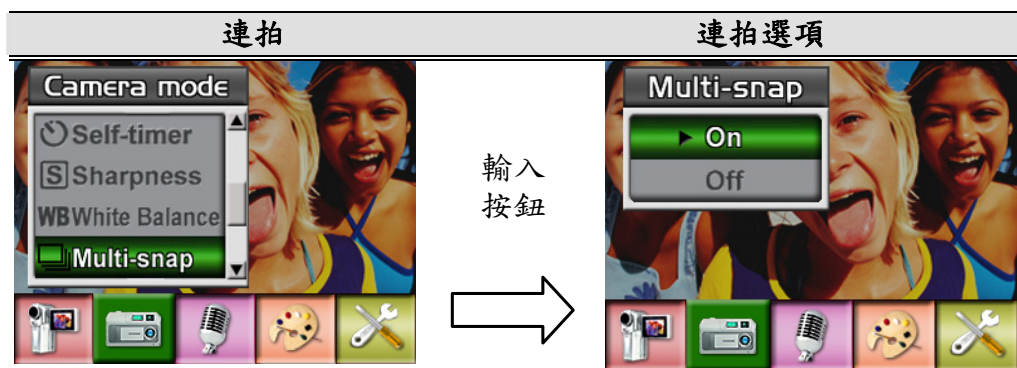 連拍
連拍選項
Camera mode
Self-timer
S Sharpness
WB White Balance
Multi-snap
輸入
按鈕
Multi-snap
On
Off